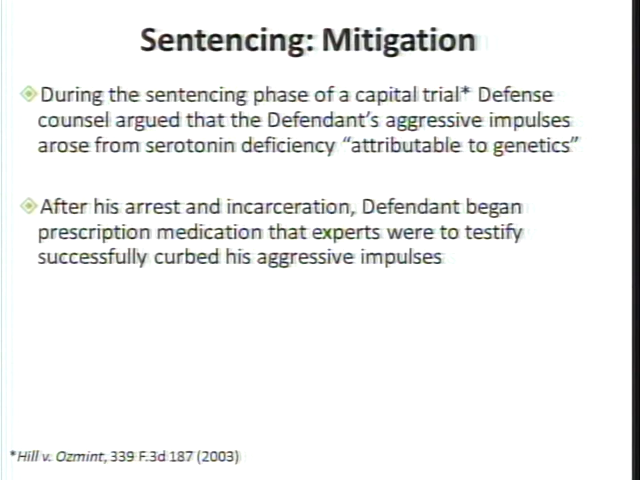 Sentencing: Mitigation
During the sentencing phase of a capital trial* Defense
counsel argued that the Defendant's aggressive impulses
arose from serotonin deficiency "attributable to genetics"
After his arrest and incarceration, Defendant began
prescription medication that experts were to testify
successfully curbed his aggressive impulses
*Hill v. Ozmint, 339 F.3d 187 (2003)